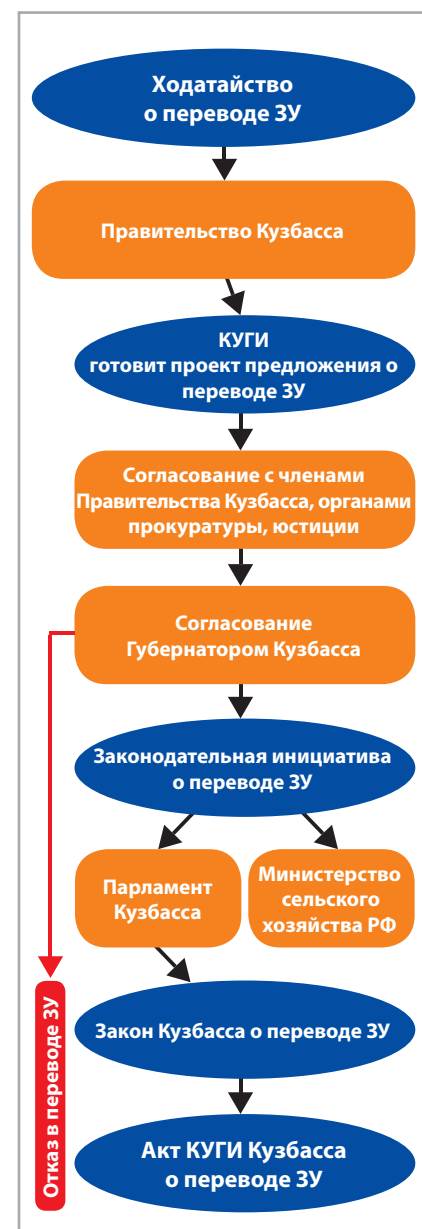 Ходатайство
о переводе ЗУ
Правительство Кузбасса
КУГИ
готовит проект предложения о
переводе ЗУ
Согласование с членами
Правительства Кузбасса, органами
прокуратуры, юстиции
Согласование
Губернатором Кузбасса
Законодательная инициатива
о переводе ЗУ
Парламент
Кузбасса
Министерство
сельского
хозяйства РФ
Закон Кузбасса о переводе ЗУ
Отказ в переводе ЗУ
Акт КУГИ Кузбасса
о переводе ЗУ